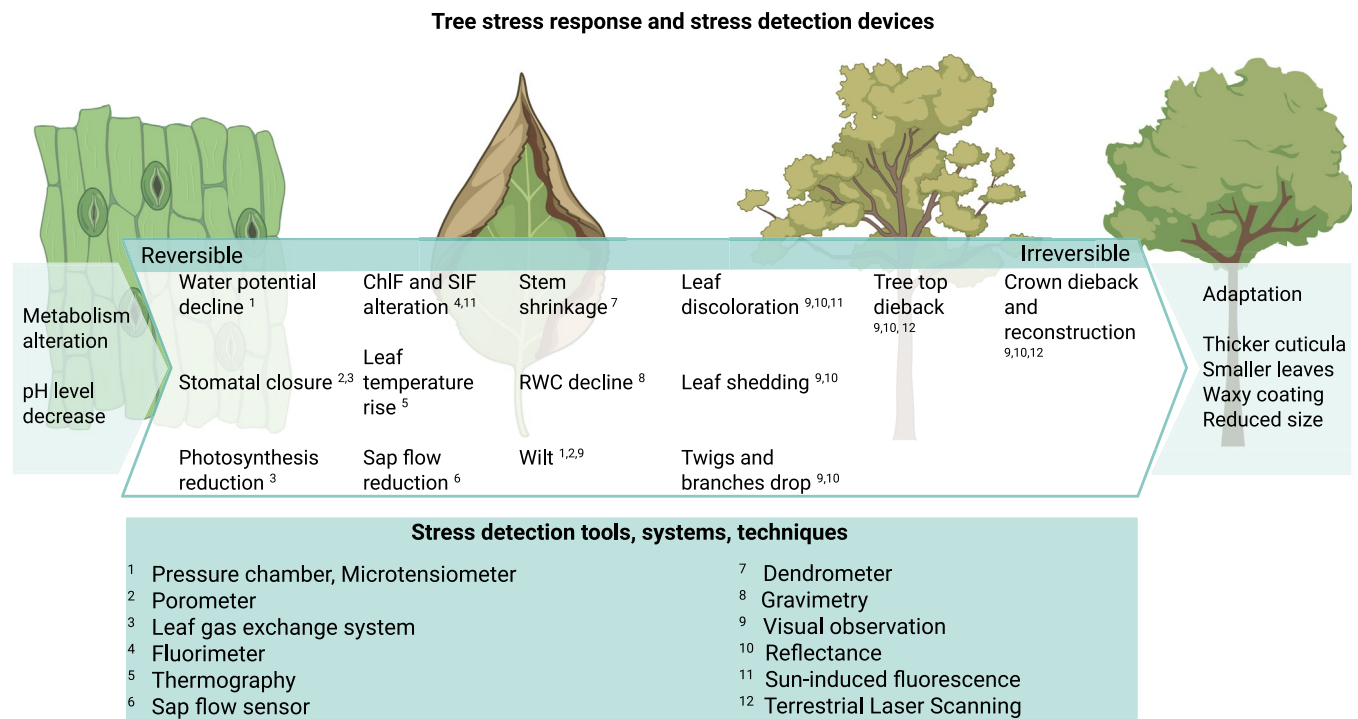 Tree stress response and stress detection devices
Reversible
Irreversible
Metabolism
alteration
pH level
decrease
Water potential
decline 1
Stomatal closure 2,3
Photosynthesis
reduction 3
ChlF and SIF
alteration 4,11
Leaf
temperature
rise 5
Sap flow
reduction 6
Stem
shrinkage 7
RWC decline 8
Wilt 1,2,9
Leaf
discoloration 9,10,11
Leaf shedding 9,10
Twigs and
branches drop 9,10
Tree top
dieback
9,10, 12
Crown dieback
and
reconstruction
9,10,12
Adaptation
Thicker cuticula
Smaller leaves
Waxy coating
Reduced size
Stress detection tools, systems, techniques
1 Pressure chamber, Microtensiometer
2 Porometer
3 Leaf gas exchange system
4 Fluorimeter
5 Thermography
6 Sap flow sensor
7 Dendrometer
8 Gravimetry
9 Visual observation
10 Reflectance
11 Sun-induced fluorescence
12 Terrestrial Laser Scanning